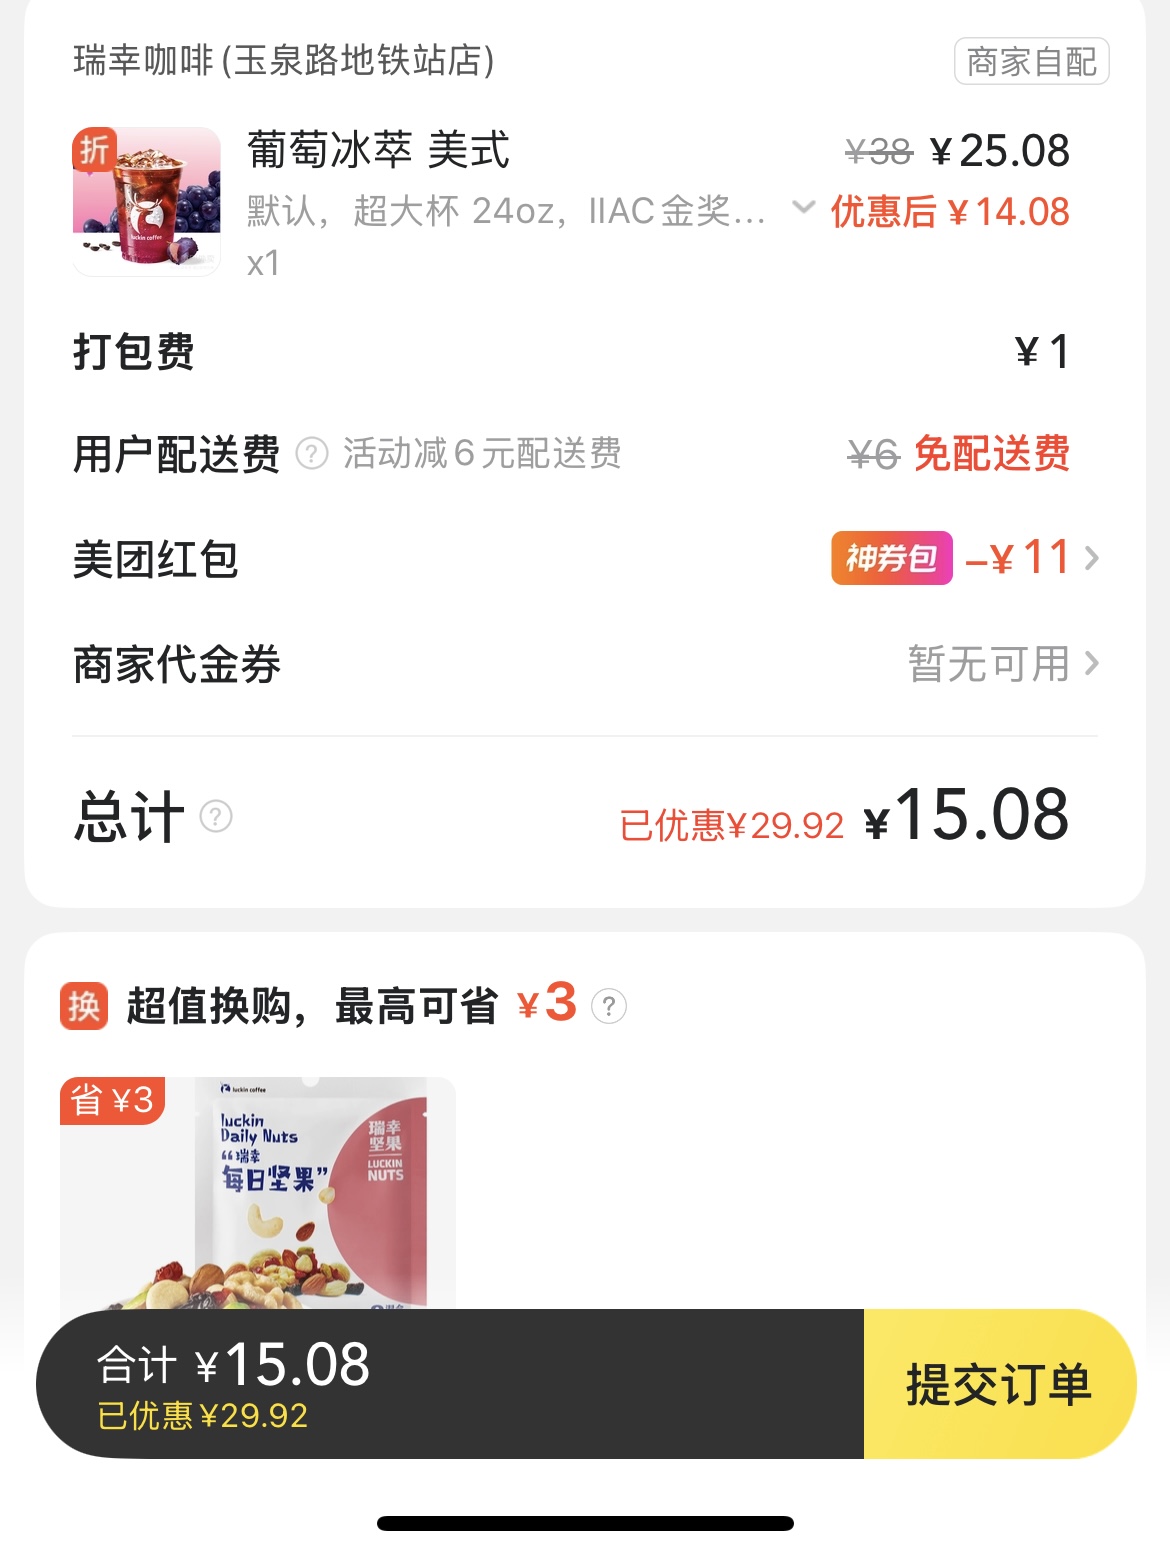 瑞幸咖啡(玉泉路地铁站店)
商家自配
折
葡萄冰萃 美式
¥38 ¥25.08
默认，超大杯 24oz，IIAC金奖...
优惠后 ¥14.08
x1
luckin coffee
打包费
¥1
用户配送费 ? 活动减6元配送费
¥6 免配送费
美团红包
神券包 -¥11
商家代金券
暂无可用
总计 ?
已优惠¥29.92 ¥15.08
换 超值换购，最高可省 ¥3 ?
省¥3
luckin coffee
luckin
Daily Nuts
“瑞幸
每日坚果”
瑞幸
坚果
LUCKIN
NUTS
合计 ¥15.08
已优惠¥29.92
提交订单